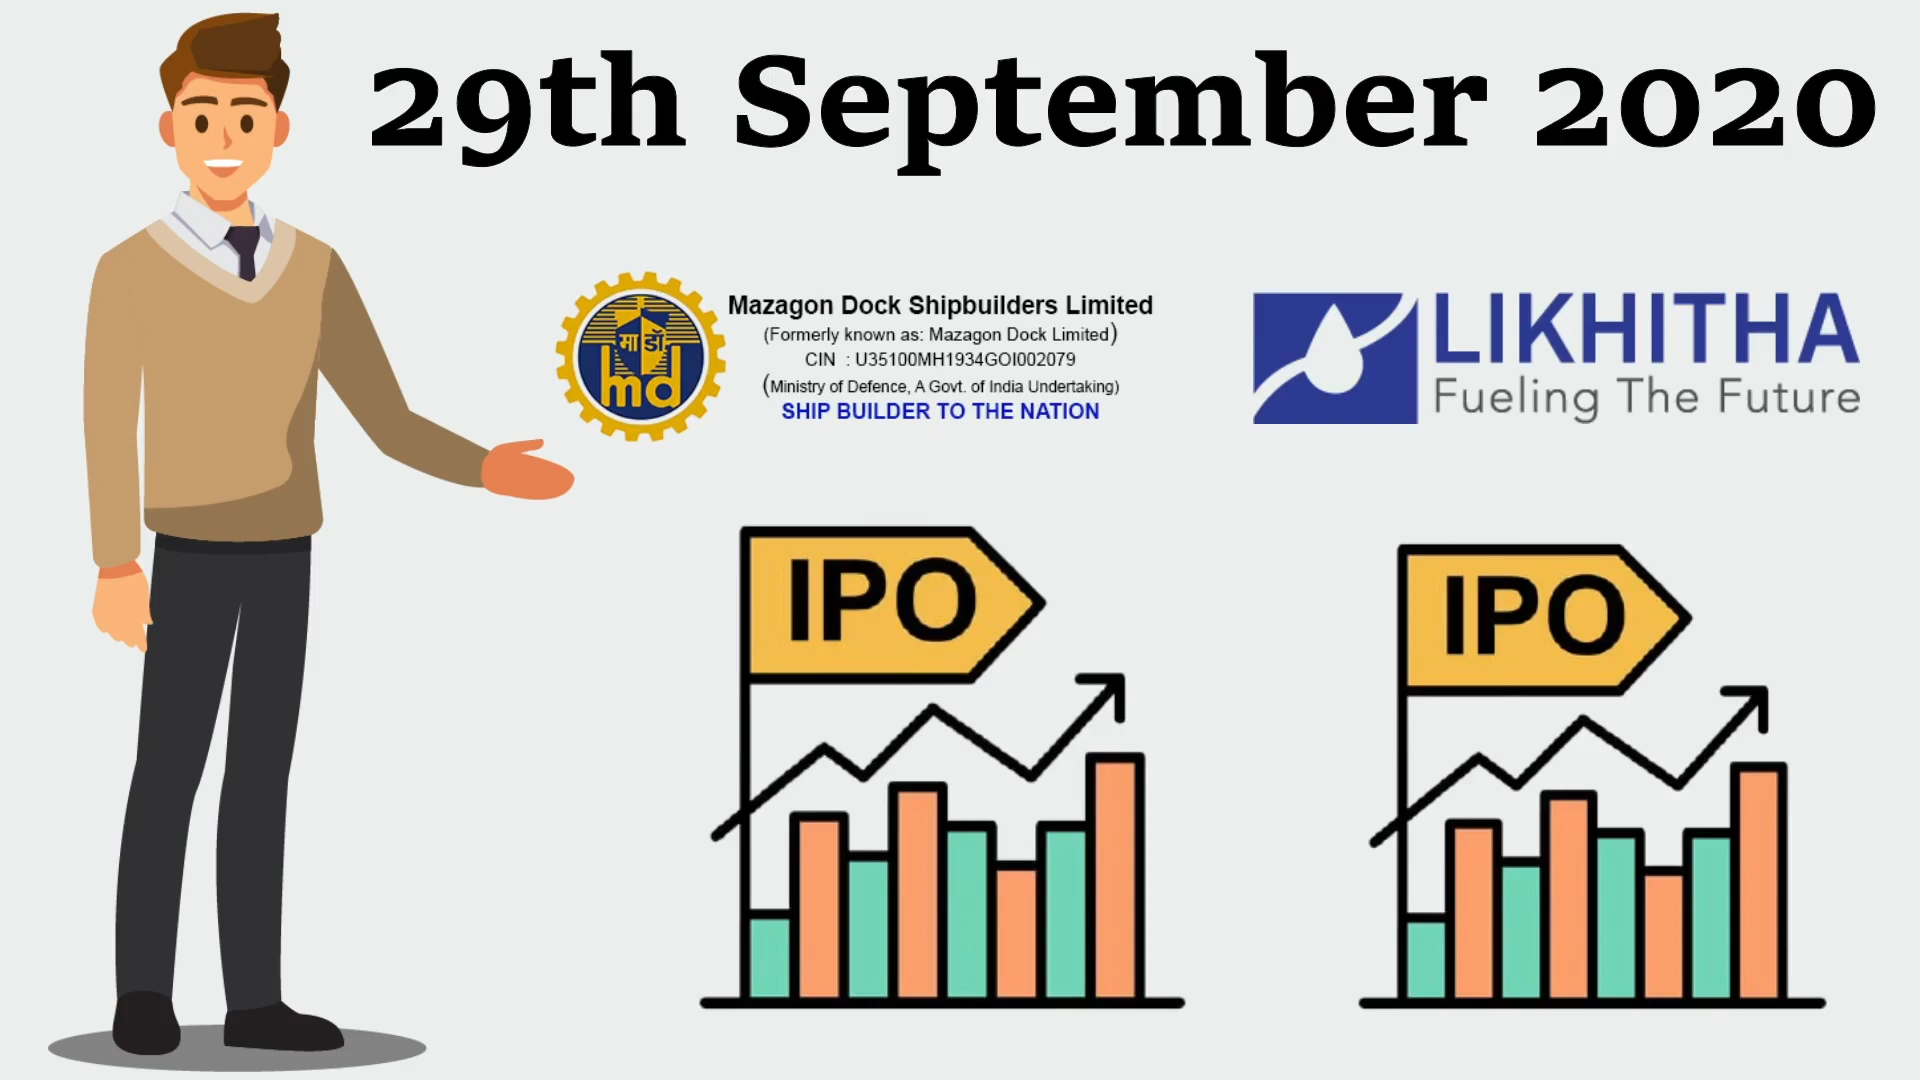 29th September 2020
माडॉ
md
Mazagon Dock Shipbuilders Limited
(Formerly known as: Mazagon Dock Limited)
CIN : U35100MH1934GOI002079
(Ministry of Defence, A Govt. of India Undertaking)
SHIP BUILDER TO THE NATION
LIKHITHA
Fueling The Future
IPO
IPO